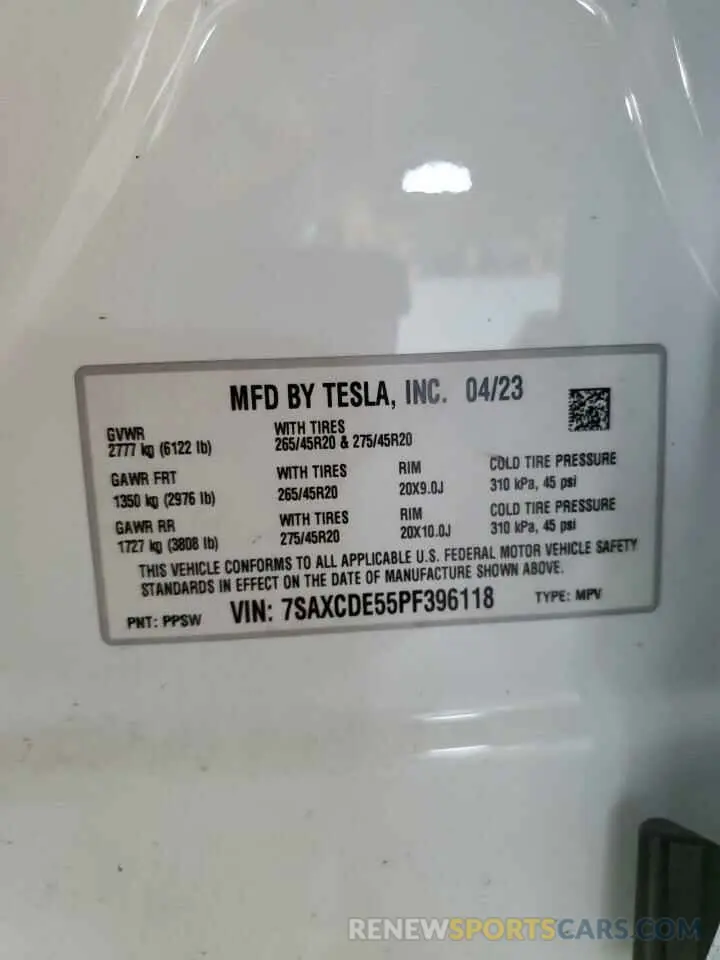 MFD BY TESLA, INC. 04/23
GVWR
2777 kg (6122 lb)
WITH TIRES
265/45R20 & 275/45R20
GAWR FRT
1350 kg (2976 lb)
WITH TIRES
265/45R20
RIM
20X9.0J
COLD TIRE PRESSURE
310 kPa, 45 psi
GAWR RR
1727 kg (3808 lb)
WITH TIRES
275/45R20
RIM
20X10.0J
COLD TIRE PRESSURE
310 kPa, 45 psi
THIS VEHICLE CONFORMS TO ALL APPLICABLE U.S. FEDERAL MOTOR VEHICLE SAFETY
STANDARDS IN EFFECT ON THE DATE OF MANUFACTURE SHOWN ABOVE.
PNT: PPSW VIN: 7SAXCDE55PF396118 TYPE: MPV
RENEWSPORTSCARS.COM